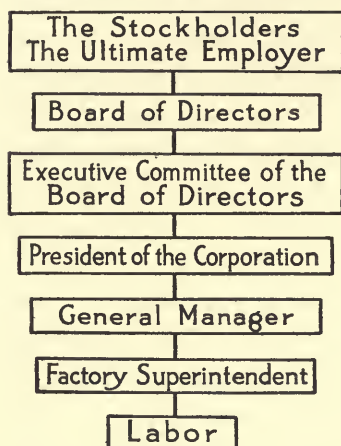 The Stockholders
The Ultimate Employer
Board of Directors
Executive Committee of the
Board of Directors
President of the Corporation
General Manager
Factory Superintendent
Labor